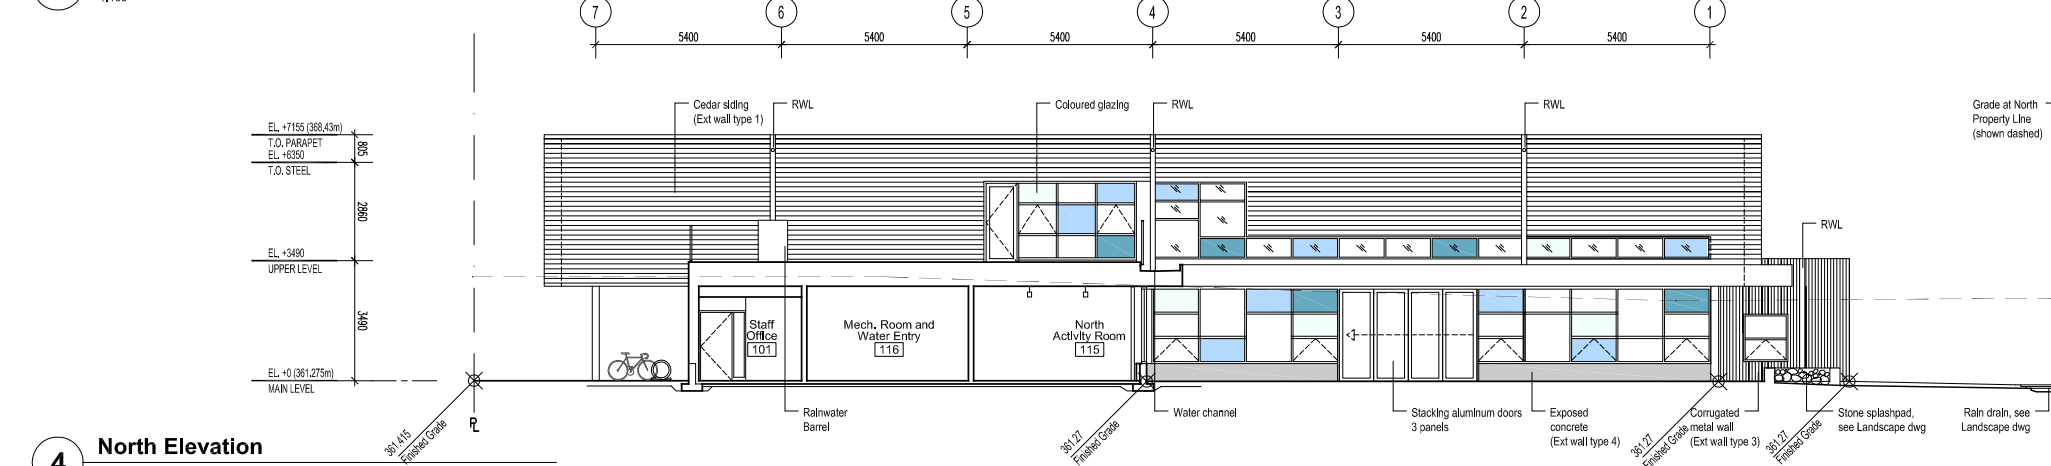 7 6 5 4 3 2 1
5400 5400 5400 5400 5400 5400
Cedar siding
(Ext wall type 1)
RWL
Coloured glazing
RWL
RWL
Grade at North
Property Line
(shown dashed)
EL. +7155 (368.43m)
T.O. PARAPET
805
EL. +6350
T.O. STEEL
2860
EL. +3490
UPPER LEVEL
RWL
3490
Staff
Office
101
Mech. Room and
Water Entry
116
North
Activity Room
115
EL. +0 (361.275m)
MAIN LEVEL
361.415
Finished Grade
PL
Rainwater
Barrel
361.27
Finished Grade
Water channel
Stacking aluminum doors
3 panels
Exposed
concrete
(Ext wall type 4)
361.27
Finished Grade
Corrugated
metal wall
(Ext wall type 3)
361.27
Finished Grade
Stone splashpad,
see Landscape dwg
Rain drain, see
Landscape dwg
4
North Elevation